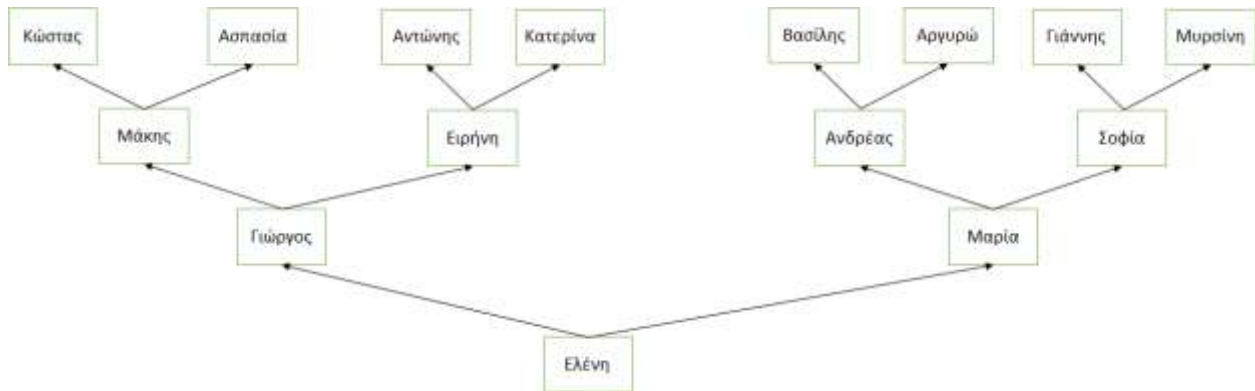 Κώστας
Ασπασία
Αντώνης
Κατερίνα
Βασίλης
Αργυρώ
Γιάννης
Μυρσίνη
Μάκης
Ειρήνη
Ανδρέας
Σοφία
Γιώργος
Μαρία
Ελένη